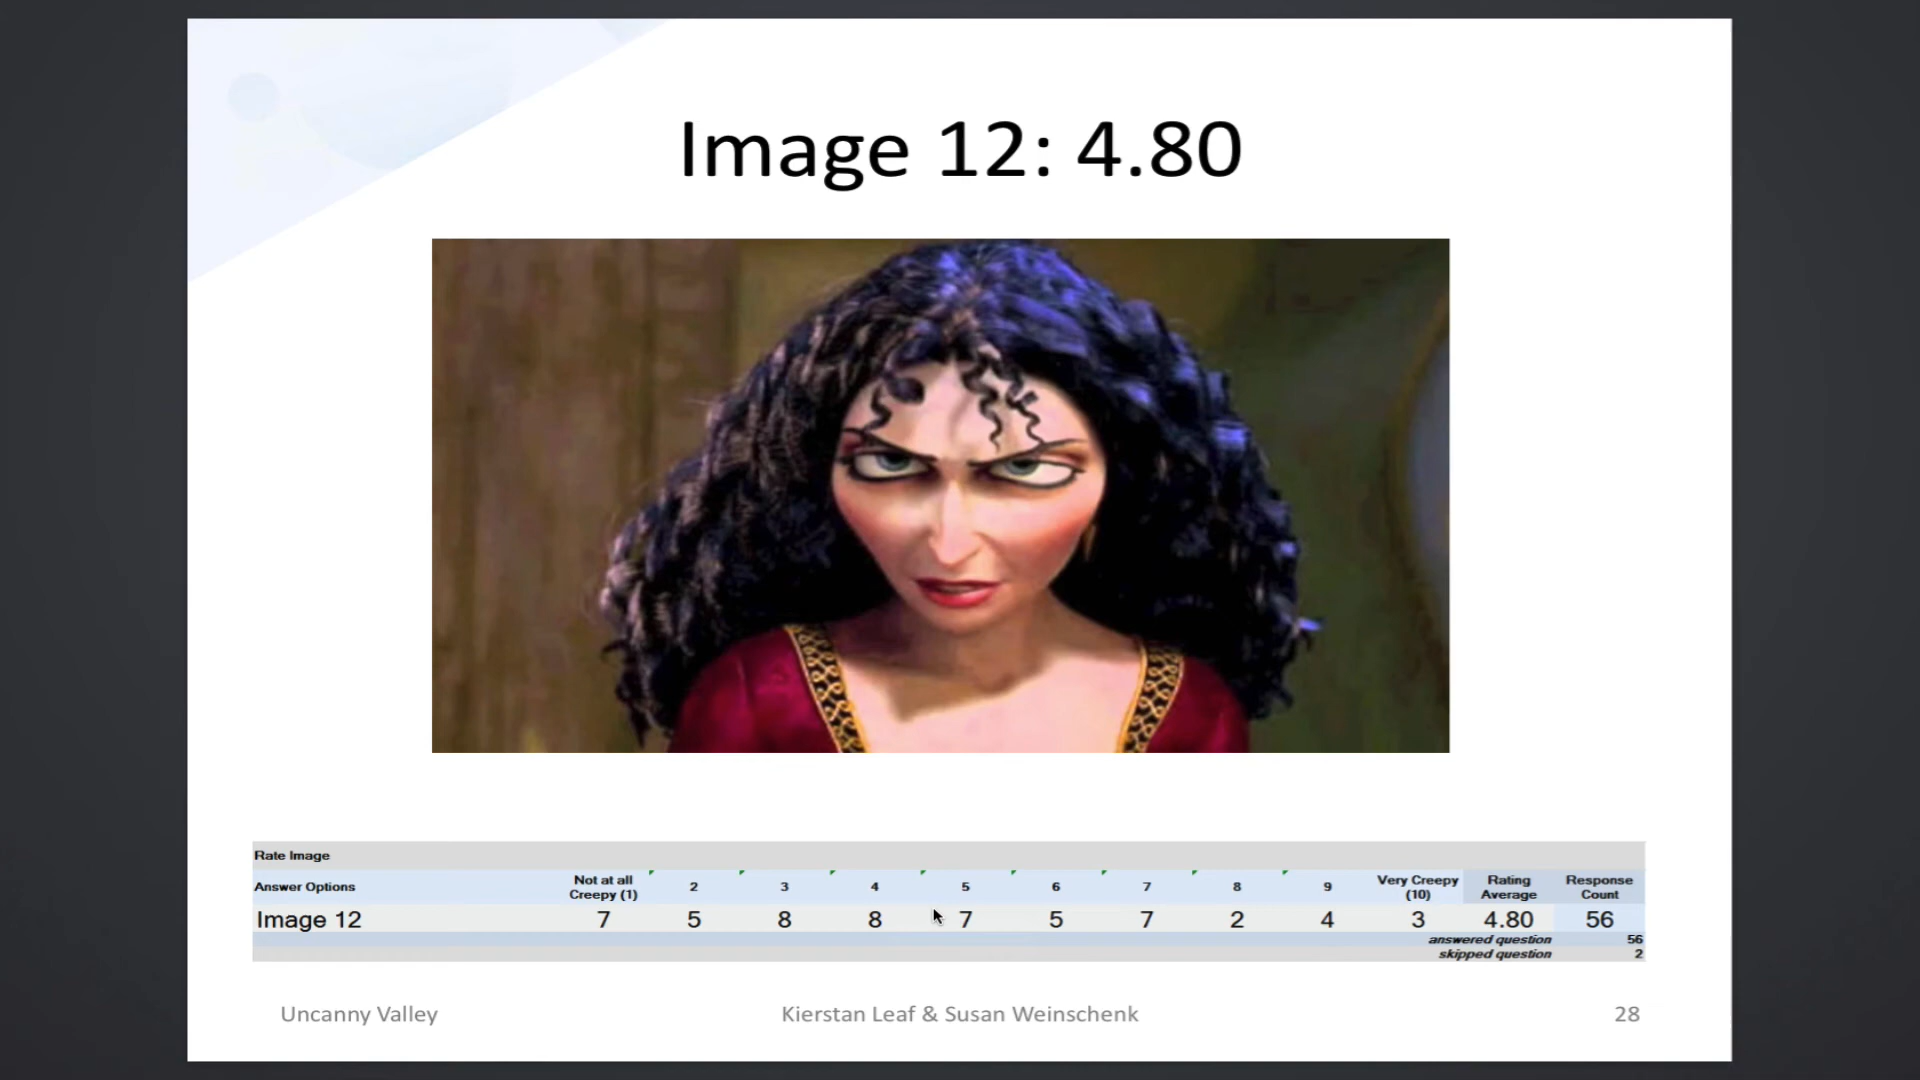 Image 12: 4.80
Rate Image
Answer Options Not at all Creepy (1) 2 3 4 5 6 7 8 9 Very Creepy (10) Rating Average Response Count
Image 12 7 5 8 8 7 5 7 2 4 3 4.80 56
answered question 56
skipped question 2
Uncanny Valley Kierstan Leaf & Susan Weinschenk 28